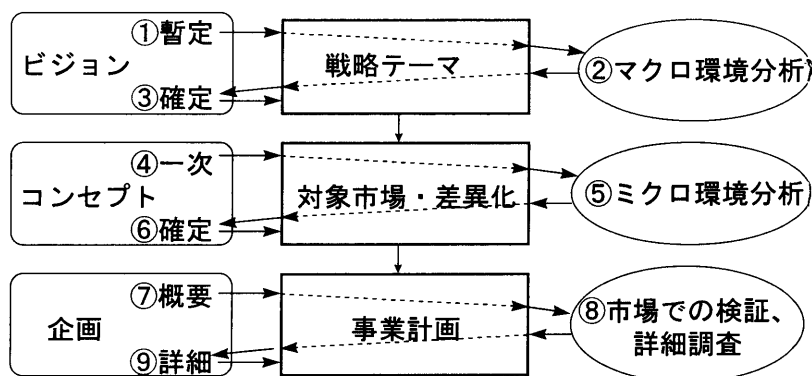 ①暫定
ビジョン
③確定
戦略テーマ
②マクロ環境分析
④一次
コンセプト
⑥確定
対象市場・差異化
⑤ミクロ環境分析
⑦概要
企画
⑨詳細
事業計画
⑧市場での検証、
詳細調査